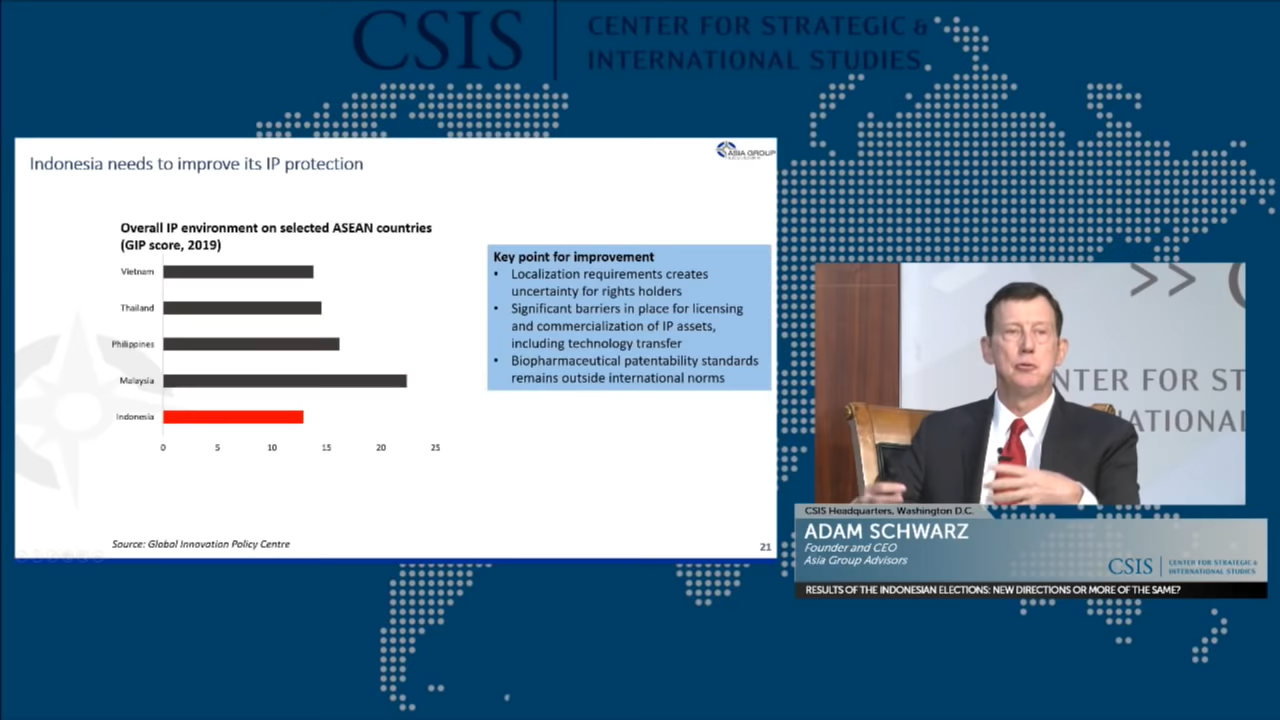 CSIS
CENTER FOR STRATEGIC &
INTERNATIONAL STUDIES
ASIA GROUP
Indonesia needs to improve its IP protection
Overall IP environment on selected ASEAN countries
(GIP score, 2019)
Vietnam
Thailand
Philippines
Malaysia
Indonesia
0 5 10 15 20 25
Key point for improvement
• Localization requirements creates
uncertainty for rights holders
• Significant barriers in place for licensing
and commercialization of IP assets,
including technology transfer
• Biopharmaceutical patentability standards
remains outside international norms
Source: Global Innovation Policy Centre
21
>>
NTER FOR ST
ATIONAL
CSIS Headquarters, Washington D.C.
ADAM SCHWARZ
Founder and CEO
Asia Group Advisors
CSIS
CENTER FOR STRATEGIC &
INTERNATIONAL STUDIES
RESULTS OF THE INDONESIAN ELECTIONS: NEW DIRECTIONS OR MORE OF THE SAME?